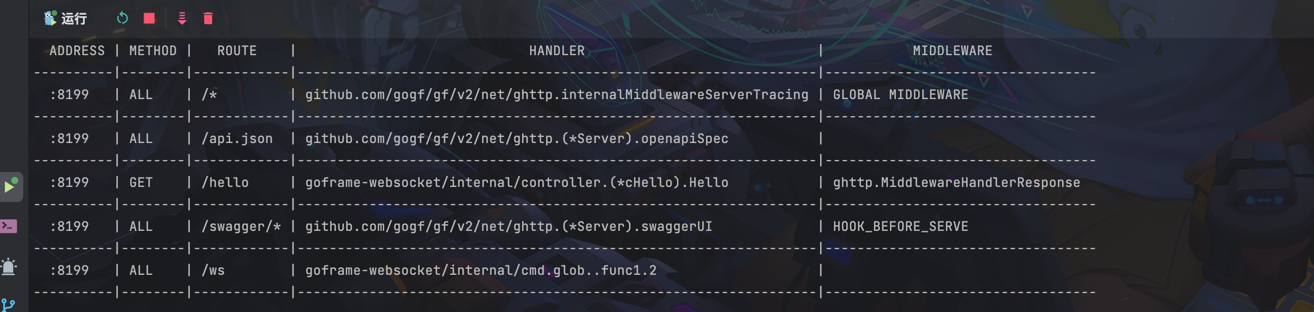 运行
ADDRESS | METHOD | ROUTE | HANDLER | MIDDLEWARE
----------|--------|------------|-----------------------------------------------------------------|----------------------------------
:8199 | ALL | /* | github.com/gogf/gf/v2/net/ghttp.internalMiddlewareServerTracing | GLOBAL MIDDLEWARE
----------|--------|------------|-----------------------------------------------------------------|----------------------------------
:8199 | ALL | /api.json | github.com/gogf/gf/v2/net/ghttp.(*Server).openapiSpec |
----------|--------|------------|-----------------------------------------------------------------|----------------------------------
:8199 | GET | /hello | goframe-websocket/internal/controller.(*cHello).Hello | ghttp.MiddlewareHandlerResponse
----------|--------|------------|-----------------------------------------------------------------|----------------------------------
:8199 | ALL | /swagger/* | github.com/gogf/gf/v2/net/ghttp.(*Server).swaggerUI | HOOK_BEFORE_SERVE
----------|--------|------------|-----------------------------------------------------------------|----------------------------------
:8199 | ALL | /ws | goframe-websocket/internal/cmd.glob..func1.2 |
----------|--------|------------|-----------------------------------------------------------------|----------------------------------